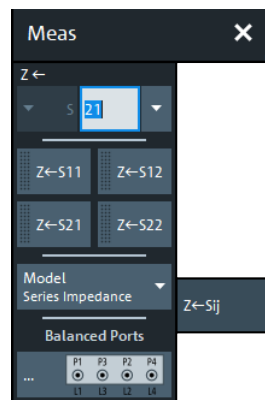 Meas
Z←
S 21
Z←S11 Z←S12
Z←S21 Z←S22
Model
Series Impedance
Z←Sij
Balanced Ports
... P1 P3 P2 P4
L1 L3 L2 L4